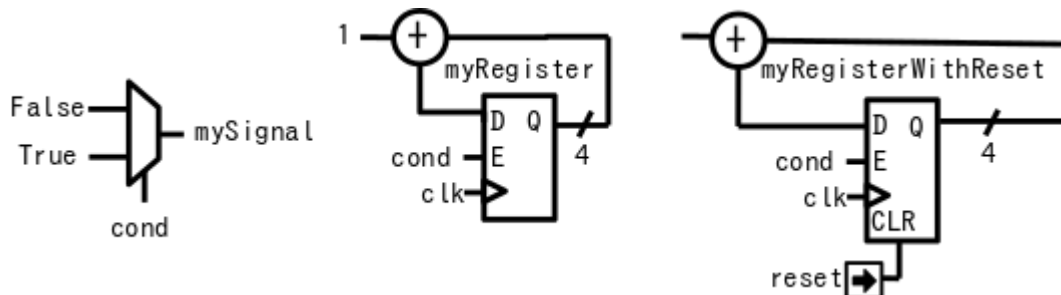 False
True
mySignal
cond
1
+
myRegister
D Q
cond
E
4
clk
+
myRegisterWithReset
D Q
cond
E
4
clk
CLR
reset